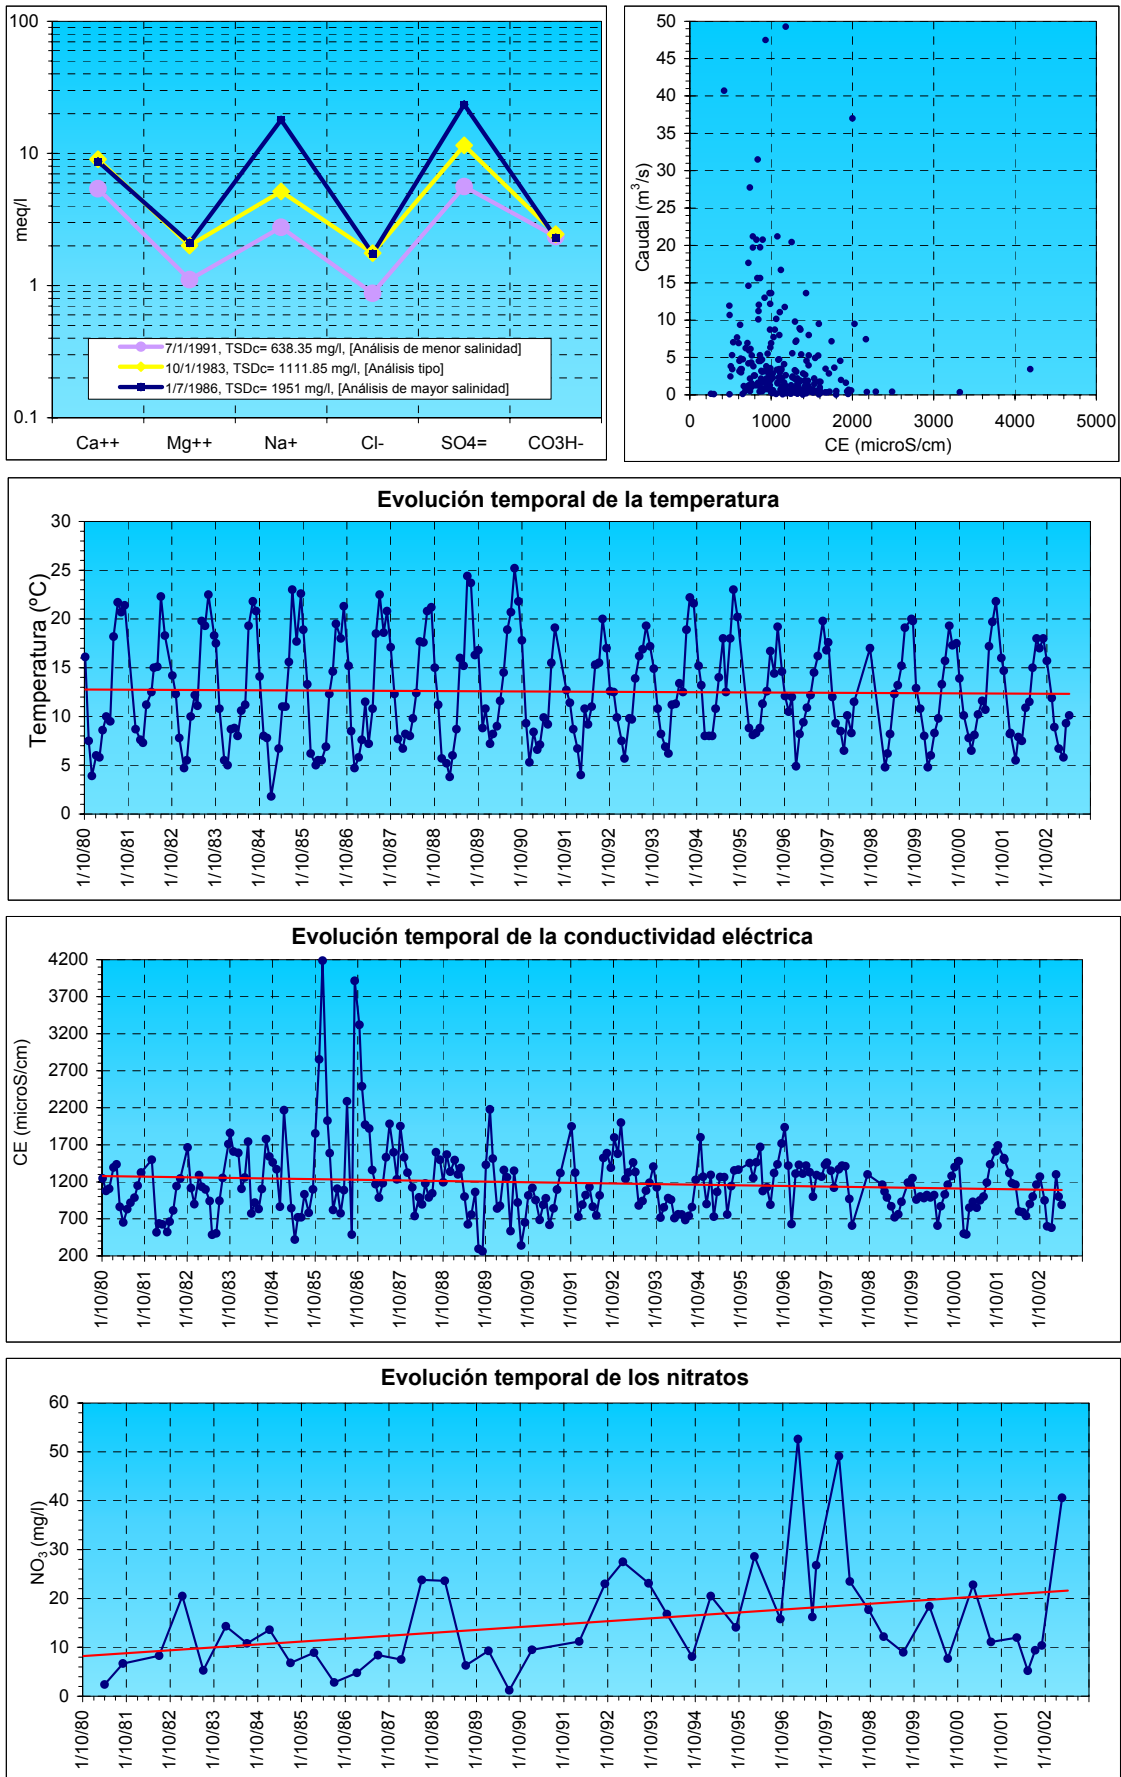 100
10
1
0.1
meq/l
7/1/1991, TSDc= 638.35 mg/l, [Análisis de menor salinidad]
10/1/1983, TSDc= 1111.85 mg/l, [Análisis tipo]
1/7/1986, TSDc= 1951 mg/l, [Análisis de mayor salinidad]
Ca++ Mg++ Na+ Cl- SO4= CO3H-
50
45
40
35
30
25
20
15
10
5
0
Caudal (m³/s)
0 1000 2000 3000 4000 5000
CE (microS/cm)
Evolución temporal de la temperatura
30
25
20
15
10
5
0
Temperatura (ºC)
1/10/80 1/10/81 1/10/82 1/10/83 1/10/84 1/10/85 1/10/86 1/10/87 1/10/88 1/10/89 1/10/90 1/10/91 1/10/92 1/10/93 1/10/94 1/10/95 1/10/96 1/10/97 1/10/98 1/10/99 1/10/00 1/10/01 1/10/02
Evolución temporal de la conductividad eléctrica
4200
3700
3200
2700
2200
1700
1200
700
200
CE (microS/cm)
1/10/80 1/10/81 1/10/82 1/10/83 1/10/84 1/10/85 1/10/86 1/10/87 1/10/88 1/10/89 1/10/90 1/10/91 1/10/92 1/10/93 1/10/94 1/10/95 1/10/96 1/10/97 1/10/98 1/10/99 1/10/00 1/10/01 1/10/02
Evolución temporal de los nitratos
60
50
40
30
20
10
0
NO₃ (mg/l)
1/10/80 1/10/81 1/10/82 1/10/83 1/10/84 1/10/85 1/10/86 1/10/87 1/10/88 1/10/89 1/10/90 1/10/91 1/10/92 1/10/93 1/10/94 1/10/95 1/10/96 1/10/97 1/10/98 1/10/99 1/10/00 1/10/01 1/10/02